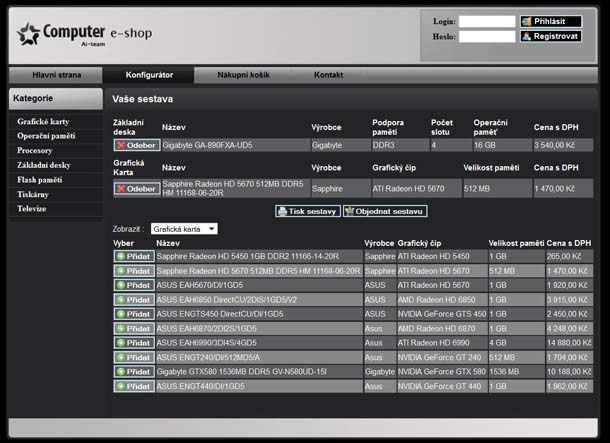 Computer e-shop
Ai-team
Login:
Přihlásit
Heslo:
Registrovat
Hlavní strana Konfigurátor Nákupní košík Kontakt
Kategorie
Grafické karty
Operační paměti
Procesory
Základní desky
Flash paměti
Tiskárny
Televize
Vaše sestava
Základní deska Název Výrobce Podpora pamětí Počet slotu Operační paměť Cena s DPH
Odeber Gigabyte GA-890FXA-UD5 Gigabyte DDR3 4 16 GB 3 540,00 Kč
Grafická Karta Název Výrobce Grafický čip Velikost paměti Cena s DPH
Odeber Sapphire Radeon HD 5670 512MB DDR5 HM 11168-06-20R Sapphire ATI Radeon HD 5670 512 MB 1 470,00 Kč
Tisk sestavy Objednat sestavu
Zobrazit : Grafická karta
Vyber Název Výrobce Grafický čip Velikost paměti Cena s DPH
Přidat Sapphire Radeon HD 5450 1GB DDR2 11166-14-20R Sapphire ATI Radeon HD 5450 1 GB 265,00 Kč
Přidat Sapphire Radeon HD 5670 512MB DDR5 HM 11168-06-20R Sapphire ATI Radeon HD 5670 512 MB 1 470,00 Kč
Přidat ASUS EAH5670/DI/1GD5 ASUS ATI Radeon HD 5670 1 GB 1 920,00 Kč
Přidat ASUS EAH6850 DirectCU/2DIS/1GD5/V2 ASUS AMD Radeon HD 6850 1 GB 3 915,00 Kč
Přidat ASUS ENGTS450 DirectCU/DI/1GD5 ASUS NVIDIA GeForce GTS 450 1 GB 2 450,00 Kč
Přidat ASUS EAH6870/2DI2S/1GD5 Asus AMD Radeon HD 6870 1 GB 4 248,00 Kč
Přidat ASUS EAH6990/3DI4S/4GD5 Asus ATI Radeon HD 6990 4 GB 14 880,00 Kč
Přidat ASUS ENGT240/DI/512MD5/A Asus NVIDIA GeForce GT 240 512 MB 1 704,00 Kč
Přidat Gigabyte GTX580 1536MB DDR5 GV-N580UD-15I Gigabyte NVIDIA GeForce GTX 580 1536 MB 10 188,00 Kč
Přidat ASUS ENGT440/DI/1GD5 Asus NVIDIA GeForce GT 440 1 GB 1 962,00 Kč